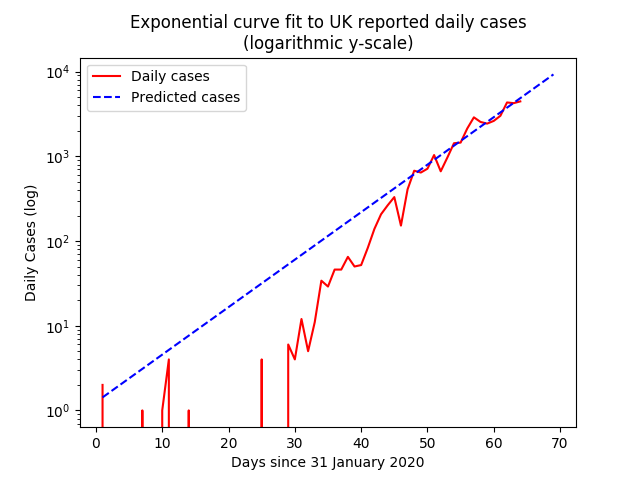 Exponential curve fit to UK reported daily cases
(logarithmic y-scale)
Daily cases
Predicted cases
10⁴
10³
10²
10¹
10⁰
Daily Cases (log)
0 10 20 30 40 50 60 70
Days since 31 January 2020